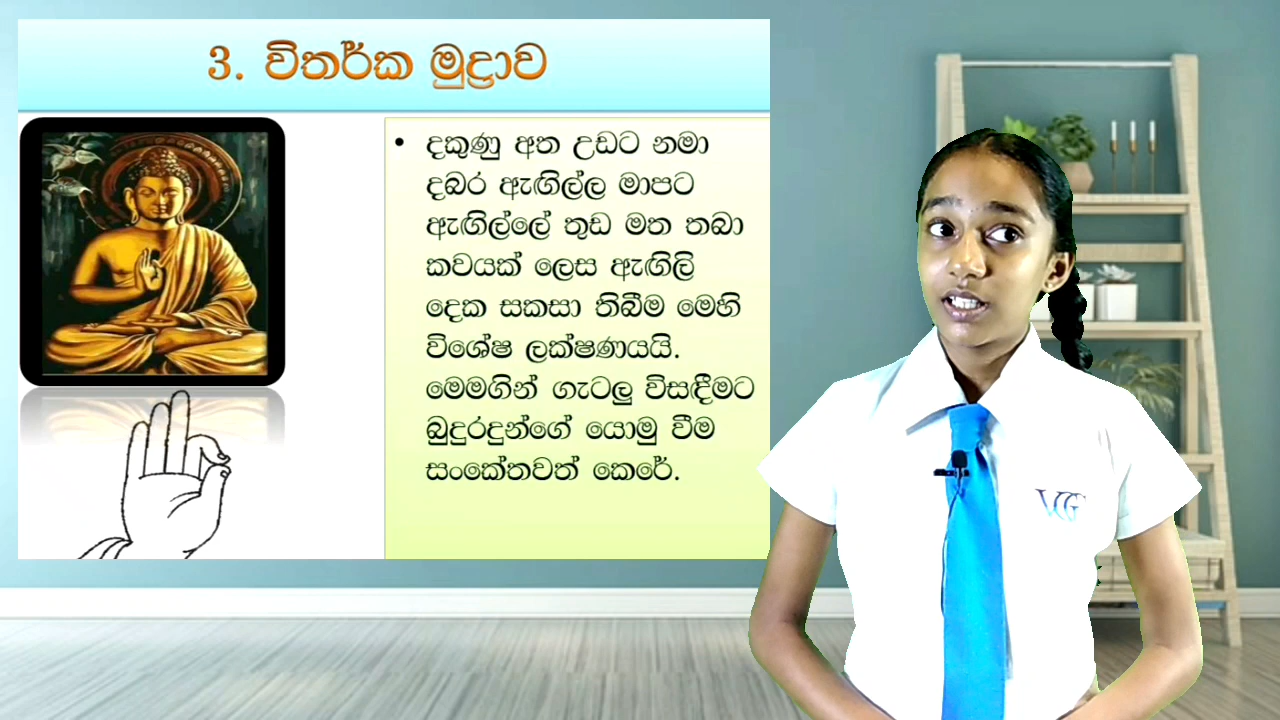 3. විතර්ක මුද්‍රාව
• දකුණු අත උඩට නමා
දබර ඇඟිල්ල මාපට
ඇඟිල්ලේ තුඩ මත තබා
කවයක් ලෙස ඇඟිලි
දෙක සකසා තිබීම මෙහි
විශේෂ ලක්ෂණයයි.
මෙමගින් ගැටලු විසඳීමට
බුදුරදුන්ගේ යොමු වීම
සංකේතවත් කෙරේ.
VGC